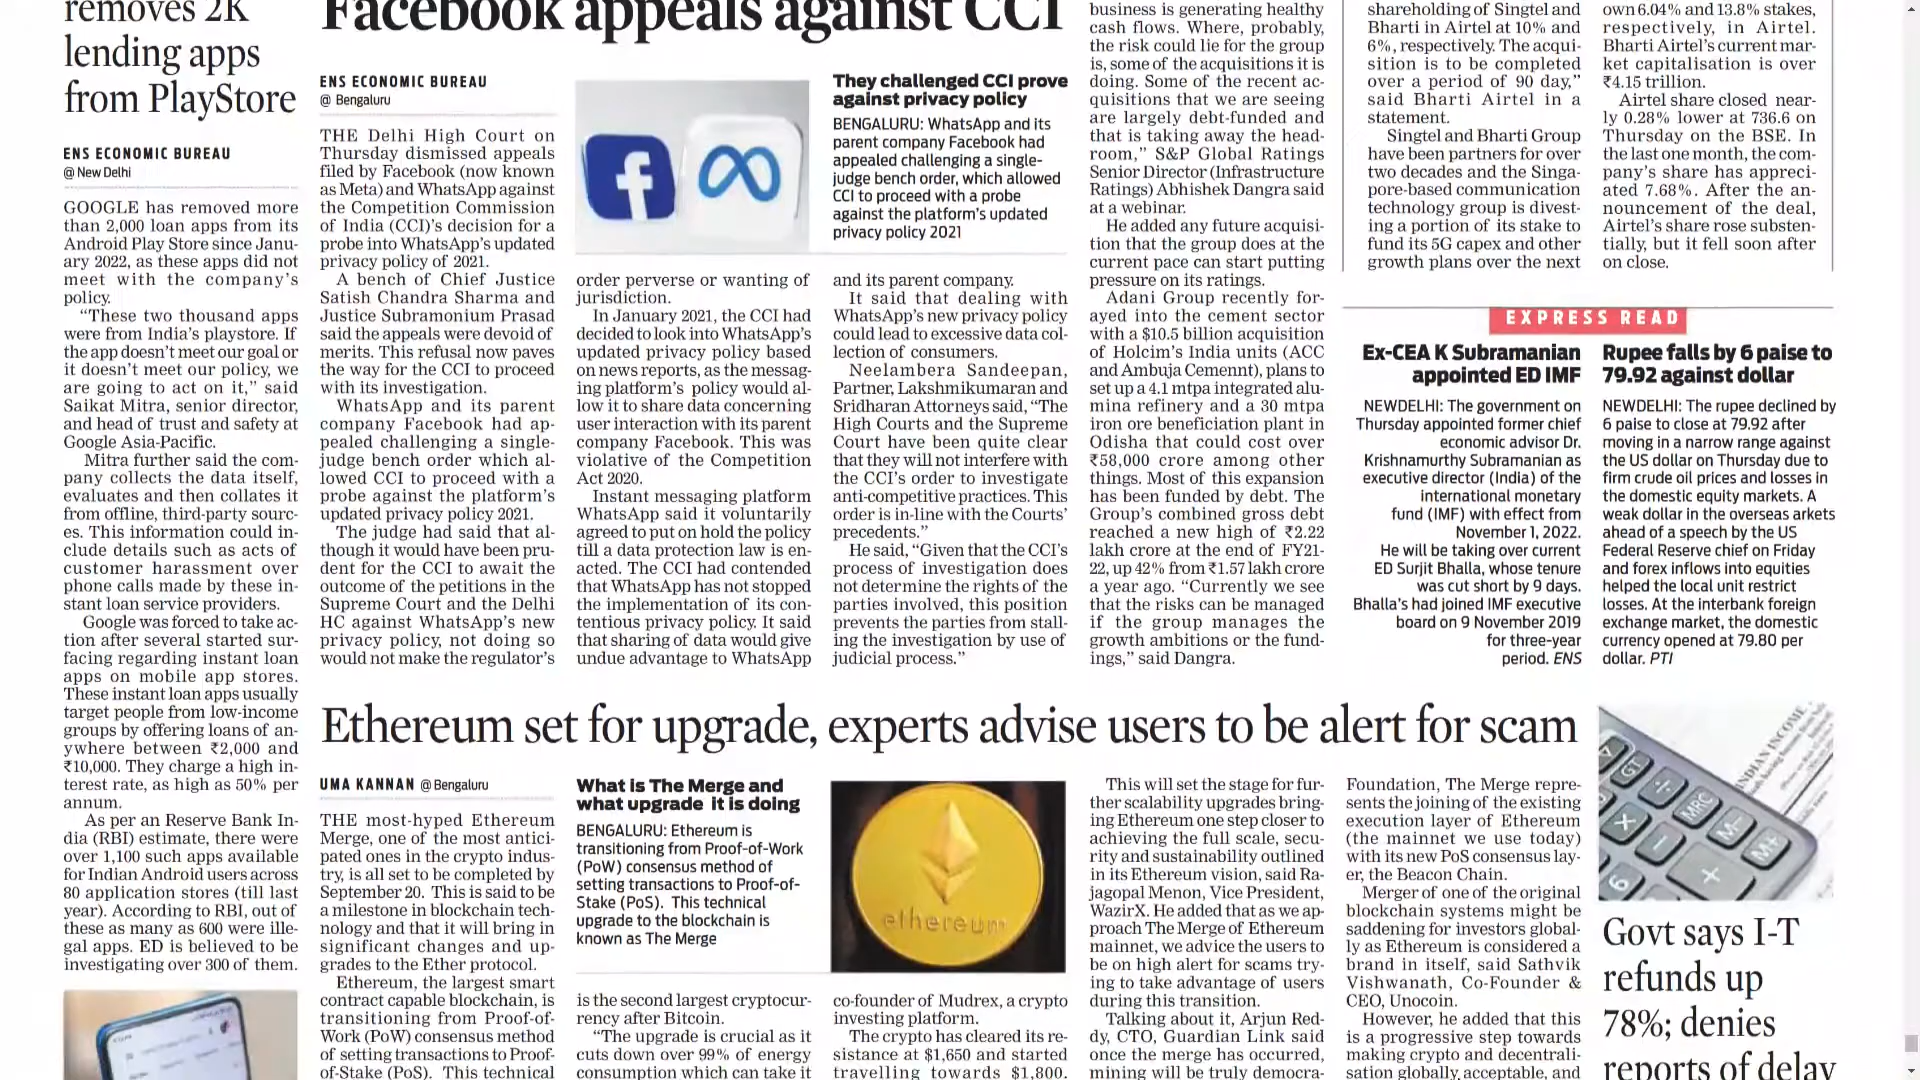 removes 2K
lending apps
from PlayStore
ENS ECONOMIC BUREAU
@ New Delhi
GOOGLE has removed more
than 2,000 loan apps from its
Android Play Store since Janu-
ary 2022, as these apps did not
meet with the company's
policy.
“These two thousand apps
were from India's playstore. If
the app doesn't meet our goal or
it doesn't meet our policy, we
are going to act on it,” said
Saikat Mitra, senior director,
and head of trust and safety at
Google Asia-Pacific.
Mitra further said the com-
pany collects the data itself,
evaluates and then collates it
from offline, third-party sourc-
es. This information could in-
clude details such as acts of
customer harassment over
phone calls made by these in-
stant loan service providers.
Google was forced to take ac-
tion after several started sur-
facing regarding instant loan
apps on mobile app stores.
These instant loan apps usually
target people from low-income
groups by offering loans of an-
ywhere between ₹2,000 and
₹10,000. They charge a high in-
terest rate, as high as 50% per
annum.
As per an Reserve Bank In-
dia (RBI) estimate, there were
over 1,100 such apps available
for Indian Android users across
80 application stores (till last
year). According to RBI, out of
these as many as 600 were ille-
gal apps. ED is believed to be
investigating over 300 of them.
Facebook appeals against CCI
ENS ECONOMIC BUREAU
@ Bengaluru
THE Delhi High Court on
Thursday dismissed appeals
filed by Facebook (now known
as Meta) and WhatsApp against
the Competition Commission
of India (CCI)'s decision for a
probe into WhatsApp's updated
privacy policy of 2021.
A bench of Chief Justice
Satish Chandra Sharma and
Justice Subramonium Prasad
said the appeals were devoid of
merits. This refusal now paves
the way for the CCI to proceed
with its investigation.
WhatsApp and its parent
company Facebook had ap-
pealed challenging a single-
judge bench order which al-
lowed CCI to proceed with a
probe against the platform's
updated privacy policy 2021.
The judge had said that al-
though it would have been pru-
dent for the CCI to await the
outcome of the petitions in the
Supreme Court and the Delhi
HC against WhatsApp's new
privacy policy, not doing so
would not make the regulator's
They challenged CCI prove
against privacy policy
BENGALURU: WhatsApp and its
parent company Facebook had
appealed challenging a single-
judge bench order, which allowed
CCI to proceed with a probe
against the platform's updated
privacy policy 2021
order perverse or wanting of
jurisdiction.
In January 2021, the CCI had
decided to look into WhatsApp's
updated privacy policy based
on news reports, as the messag-
ing platform's policy would al-
low it to share data concerning
user interaction with its parent
company Facebook. This was
violative of the Competition
Act 2020.
Instant messaging platform
WhatsApp said it voluntarily
agreed to put on hold the policy
till a data protection law is en-
acted. The CCI had contended
that WhatsApp has not stopped
the implementation of its con-
tentious privacy policy. It said
that sharing of data would give
undue advantage to WhatsApp
and its parent company.
It said that dealing with
WhatsApp's new privacy policy
could lead to excessive data col-
lection of consumers.
Neelambera Sandeepan,
Partner, Lakshmikumaran and
Sridharan Attorneys said, “The
High Courts and the Supreme
Court have been quite clear
that they will not interfere with
the CCI's order to investigate
anti-competitive practices. This
order is in-line with the Courts'
precedents.”
He said, “Given that the CCI's
process of investigation does
not determine the rights of the
parties involved, this position
prevents the parties from stall-
ing the investigation by use of
judicial process.”
business is generating healthy
cash flows. Where, probably,
the risk could lie for the group
is, some of the acquisitions it is
doing. Some of the recent ac-
quisitions that we are seeing
are largely debt-funded and
that is taking away the head-
room,” S&P Global Ratings
Senior Director (Infrastructure
Ratings) Abhishek Dangra said
at a webinar.
He added any future acquisi-
tion that the group does at the
current pace can start putting
pressure on its ratings.
Adani Group recently for-
ayed into the cement sector
with a $10.5 billion acquisition
of Holcim's India units (ACC
and Ambuja Cemennt), plans to
set up a 4.1 mtpa integrated alu-
mina refinery and a 30 mtpa
iron ore beneficiation plant in
Odisha that could cost over
₹58,000 crore among other
things. Most of this expansion
has been funded by debt. The
Group's combined gross debt
reached a new high of ₹2.22
lakh crore at the end of FY21-
22, up 42% from ₹1.57 lakh crore
a year ago. “Currently we see
that the risks can be managed
if the group manages the
growth ambitions or the fund-
ings,” said Dangra.
shareholding of Singtel and
Bharti in Airtel at 10% and
6%, respectively. The acqui-
sition is to be completed
over a period of 90 day,”
said Bharti Airtel in a
statement.
Singtel and Bharti Group
have been partners for over
two decades and the Singa-
pore-based communication
technology group is divest-
ing a portion of its stake to
fund its 5G capex and other
growth plans over the next
own 6.04% and 13.8% stakes,
respectively, in Airtel.
Bharti Airtel's current mar-
ket capitalisation is over
₹4.15 trillion.
Airtel share closed near-
ly 0.28% lower at 736.6 on
Thursday on the BSE. In
the last one month, the com-
pany's share has appreci-
ated 7.68%. After the an-
nouncement of the deal,
Airtel's share rose substen-
tially, but it fell soon after
on close.
EXPRESS READ
Ex-CEA K Subramanian
appointed ED IMF
NEWDELHI: The government on
Thursday appointed former chief
economic advisor Dr.
Krishnamurthy Subramanian as
executive director (India) of the
international monetary
fund (IMF) with effect from
November 1, 2022.
He will be taking over current
ED Surjit Bhalla, whose tenure
was cut short by 9 days.
Bhalla's had joined IMF executive
board on 9 November 2019
for three-year
period. ENS
Rupee falls by 6 paise to
79.92 against dollar
NEWDELHI: The rupee declined by
6 paise to close at 79.92 after
moving in a narrow range against
the US dollar on Thursday due to
firm crude oil prices and losses in
the domestic equity markets. A
weak dollar in the overseas arkets
ahead of a speech by the US
Federal Reserve chief on Friday
and forex inflows into equities
helped the local unit restrict
losses. At the interbank foreign
exchange market, the domestic
currency opened at 79.80 per
dollar. PTI
Ethereum set for upgrade, experts advise users to be alert for scam
UMA KANNAN @ Bengaluru
THE most-hyped Ethereum
Merge, one of the most antici-
pated ones in the crypto indus-
try, is all set to be completed by
September 20. This is said to be
a milestone in blockchain tech-
nology and that it will bring in
significant changes and up-
grades to the Ether protocol.
Ethereum, the largest smart
contract capable blockchain, is
transitioning from Proof-of-
Work (PoW) consensus method
of setting transactions to Proof-
of-Stake (PoS). This technical
What is The Merge and
what upgrade it is doing
BENGALURU: Ethereum is
transitioning from Proof-of-Work
(PoW) consensus method of
setting transactions to Proof-of-
Stake (PoS). This technical
upgrade to the blockchain is
known as The Merge
ethereum
is the second largest cryptocur-
rency after Bitcoin.
“The upgrade is crucial as it
cuts down over 99% of energy
consumption which can take it
co-founder of Mudrex, a crypto
investing platform.
The crypto has cleared its re-
sistance at $1,650 and started
travelling towards $1,800.
This will set the stage for fur-
ther scalability upgrades bring-
ing Ethereum one step closer to
achieving the full scale, secu-
rity and sustainability outlined
in its Ethereum vision, said Ra-
jagopal Menon, Vice President,
WazirX. He added that as we ap-
proach The Merge of Ethereum
mainnet, we advice the users to
be on high alert for scams try-
ing to take advantage of users
during this transition.
Talking about it, Arjun Red-
dy, CTO, Guardian Link said
once the merge has occurred,
mining will be truly democra-
Foundation, The Merge repre-
sents the joining of the existing
execution layer of Ethereum
(the mainnet we use today)
with its new PoS consensus lay-
er, the Beacon Chain.
Merger of one of the original
blockchain systems might be
saddening for investors global-
ly as Ethereum is considered a
brand in itself, said Sathvik
Vishwanath, Co-Founder &
CEO, Unocoin.
However, he added that this
is a progressive step towards
making crypto and decentrali-
sation globally acceptable, and
INDIAN INCOME
GT
MRC
M-
M+
Govt says I-T
refunds up
78%; denies
reports of delay